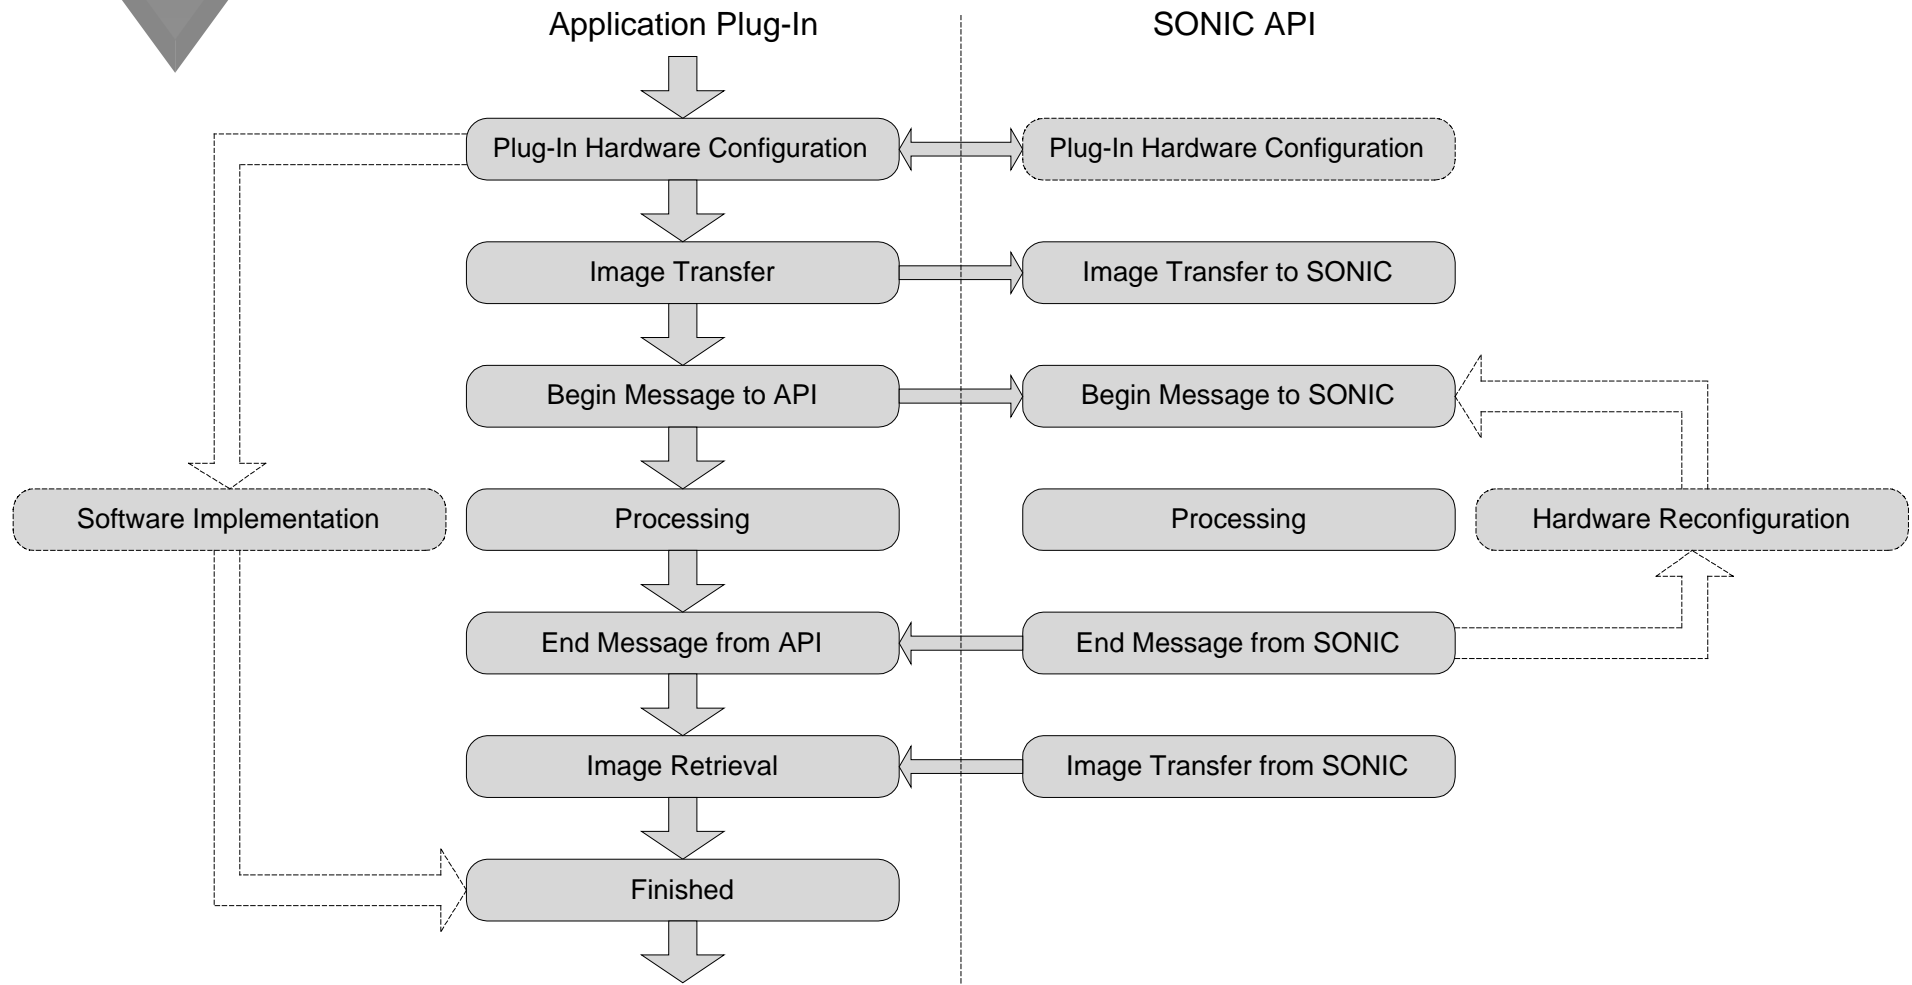 Application Plug-In
SONIC API
Plug-In Hardware Configuration
Plug-In Hardware Configuration
Image Transfer
Image Transfer to SONIC
Begin Message to API
Begin Message to SONIC
Software Implementation
Processing
Processing
Hardware Reconfiguration
End Message from API
End Message from SONIC
Image Retrieval
Image Transfer from SONIC
Finished